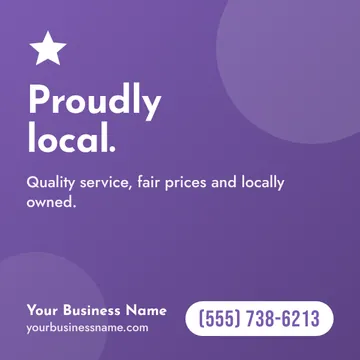 Proudly
local.
Quality service, fair prices and locally
owned.
Your Business Name
yourbusinessname.com
(555) 738-6213